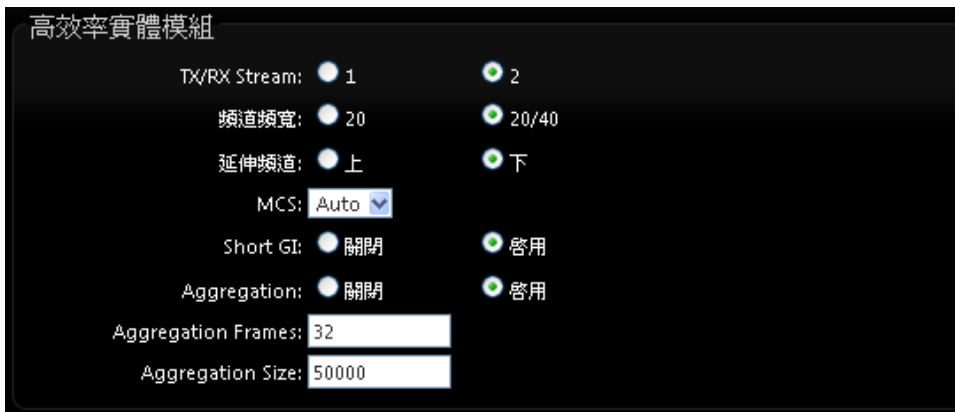 高效率實體模組
TX/RX Stream: 1 2
頻道頻寬: 20 20/40
延伸頻道: 上 下
MCS: Auto
Short GI: 關閉 啓用
Aggregation: 關閉 啓用
Aggregation Frames: 32
Aggregation Size: 50000